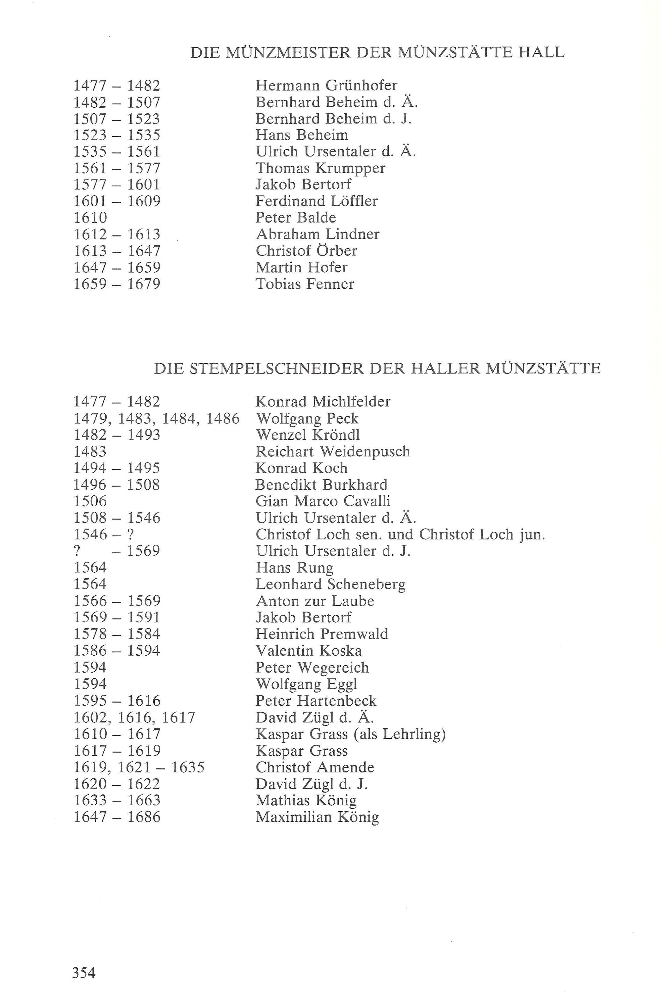 DIE MÜNZMEISTER DER MÜNZSTÄTTE HALL
1477 – 1482 Hermann Grünhofer
1482 – 1507 Bernhard Beheim d. Ä.
1507 – 1523 Bernhard Beheim d. J.
1523 – 1535 Hans Beheim
1535 – 1561 Ulrich Ursentaler d. Ä.
1561 – 1577 Thomas Krumpper
1577 – 1601 Jakob Bertorf
1601 – 1609 Ferdinand Löffler
1610 Peter Balde
1612 – 1613 Abraham Lindner
1613 – 1647 Christof Örber
1647 – 1659 Martin Hofer
1659 – 1679 Tobias Fenner
DIE STEMPELSCHNEIDER DER HALLER MÜNZSTÄTTE
1477 – 1482 Konrad Michlfelder
1479, 1483, 1484, 1486 Wolfgang Peck
1482 – 1493 Wenzel Kröndl
1483 Reichart Weidenpusch
1494 – 1495 Konrad Koch
1496 – 1508 Benedikt Burkhard
1506 Gian Marco Cavalli
1508 – 1546 Ulrich Ursentaler d. Ä.
1546 – ? Christof Loch sen. und Christof Loch jun.
? – 1569 Ulrich Ursentaler d. J.
1564 Hans Rung
1564 Leonhard Scheneberg
1566 – 1569 Anton zur Laube
1569 – 1591 Jakob Bertorf
1578 – 1584 Heinrich Premwald
1586 – 1594 Valentin Koska
1594 Peter Wegereich
1594 Wolfgang Eggl
1595 – 1616 Peter Hartenbeck
1602, 1616, 1617 David Zügl d. Ä.
1610 – 1617 Kaspar Grass (als Lehrling)
1617 – 1619 Kaspar Grass
1619, 1621 – 1635 Christof Amende
1620 – 1622 David Zügl d. J.
1633 – 1663 Mathias König
1647 – 1686 Maximilian König
354